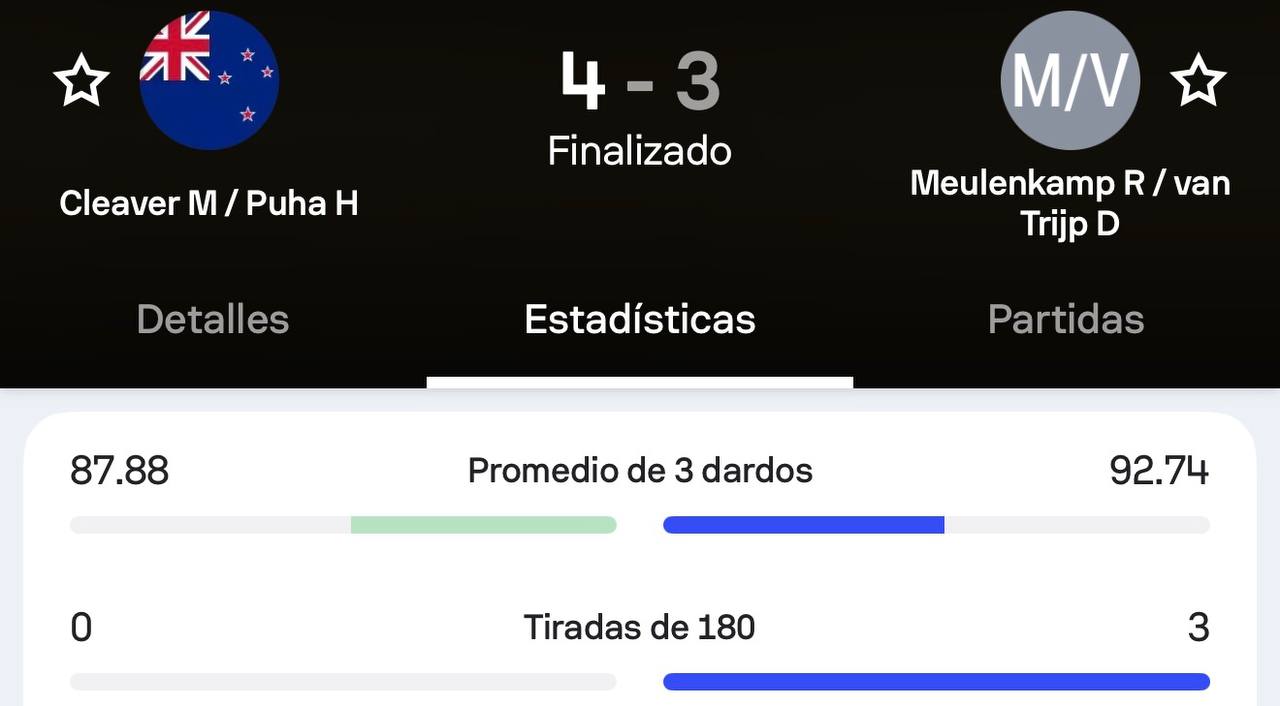 4 - 3
M/V
Finalizado
Cleaver M / Puha H
Meulenkamp R / van
Trijp D
Detalles
Estadísticas
Partidas
87.88
Promedio de 3 dardos
92.74
0
Tiradas de 180
3